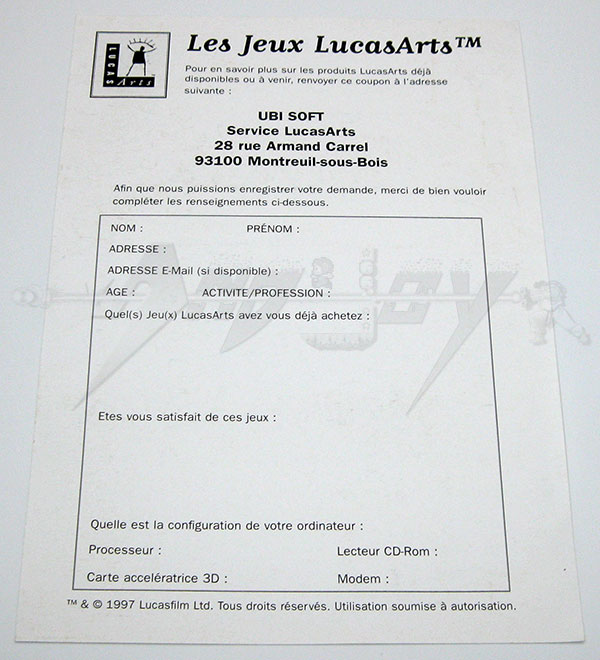 LUCAS
Arts
Les Jeux LucasArts™
Pour en savoir plus sur les produits LucasArts déjà
disponibles ou à venir, renvoyer ce coupon à l'adresse
suivante :
UBI SOFT
Service LucasArts
28 rue Armand Carrel
93100 Montreuil-sous-Bois
Afin que nous puissions enregistrer votre demande, merci de bien vouloir
compléter les renseignements ci-dessous.
NOM : PRÉNOM :
ADRESSE :
ADRESSE E-Mail (si disponible) :
AGE : ACTIVITE/PROFESSION :
Quel(s) Jeu(x) LucasArts avez vous déjà achetez :
Etes vous satisfait de ces jeux :
Quelle est la configuration de votre ordinateur :
Processeur : Lecteur CD-Rom :
Carte accelératrice 3D : Modem :
™ & © 1997 Lucasfilm Ltd. Tous droits réservés. Utilisation soumise à autorisation.